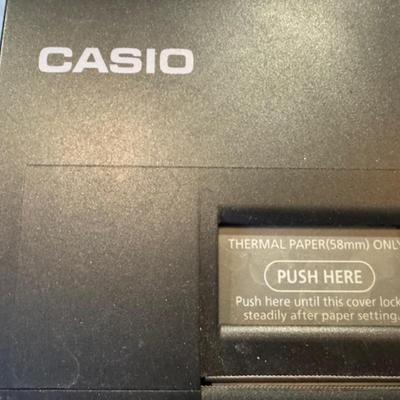 CASIO
THERMAL PAPER(58mm) ONLY
PUSH HERE
Push here until this cover lock
steadily after paper setting.